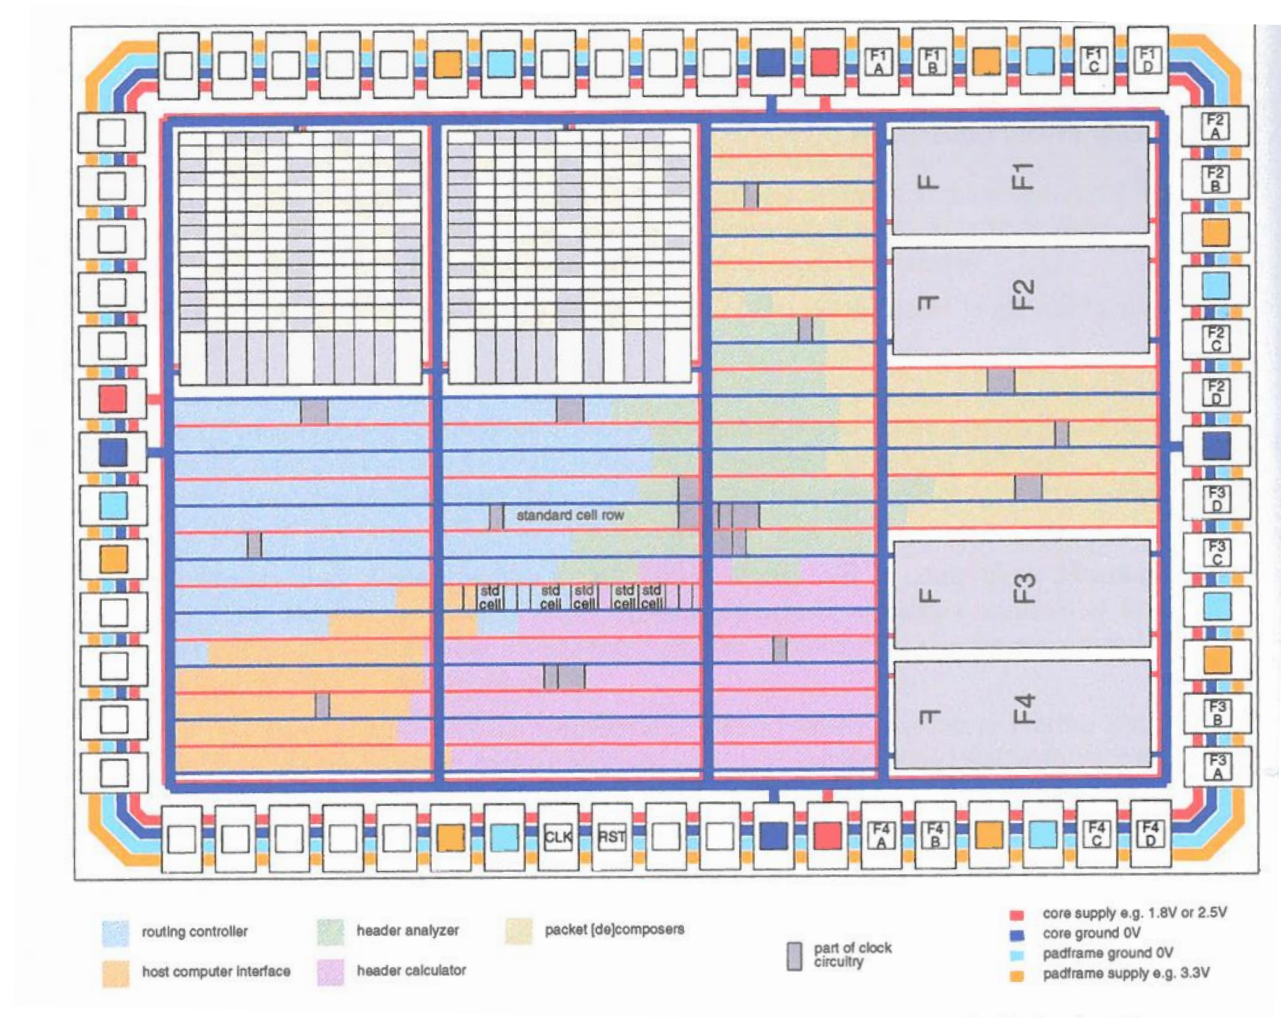 F1
A
F1
B
F1
C
F1
D
F2
A
F2
B
F2
C
F2
D
F3
D
F3
C
F3
B
F3
A
F F1
F F2
F F3
F F4
standard cell row
std
cell
std
cell
std
cell
std
cell
std
cell
CLK
RST
F4
A
F4
B
F4
C
F4
D
routing controller
header analyzer
packet [de]composers
host computer interface
header calculator
part of clock
circuitry
core supply e.g. 1.8V or 2.5V
core ground 0V
padframe ground 0V
padframe supply e.g. 3.3V